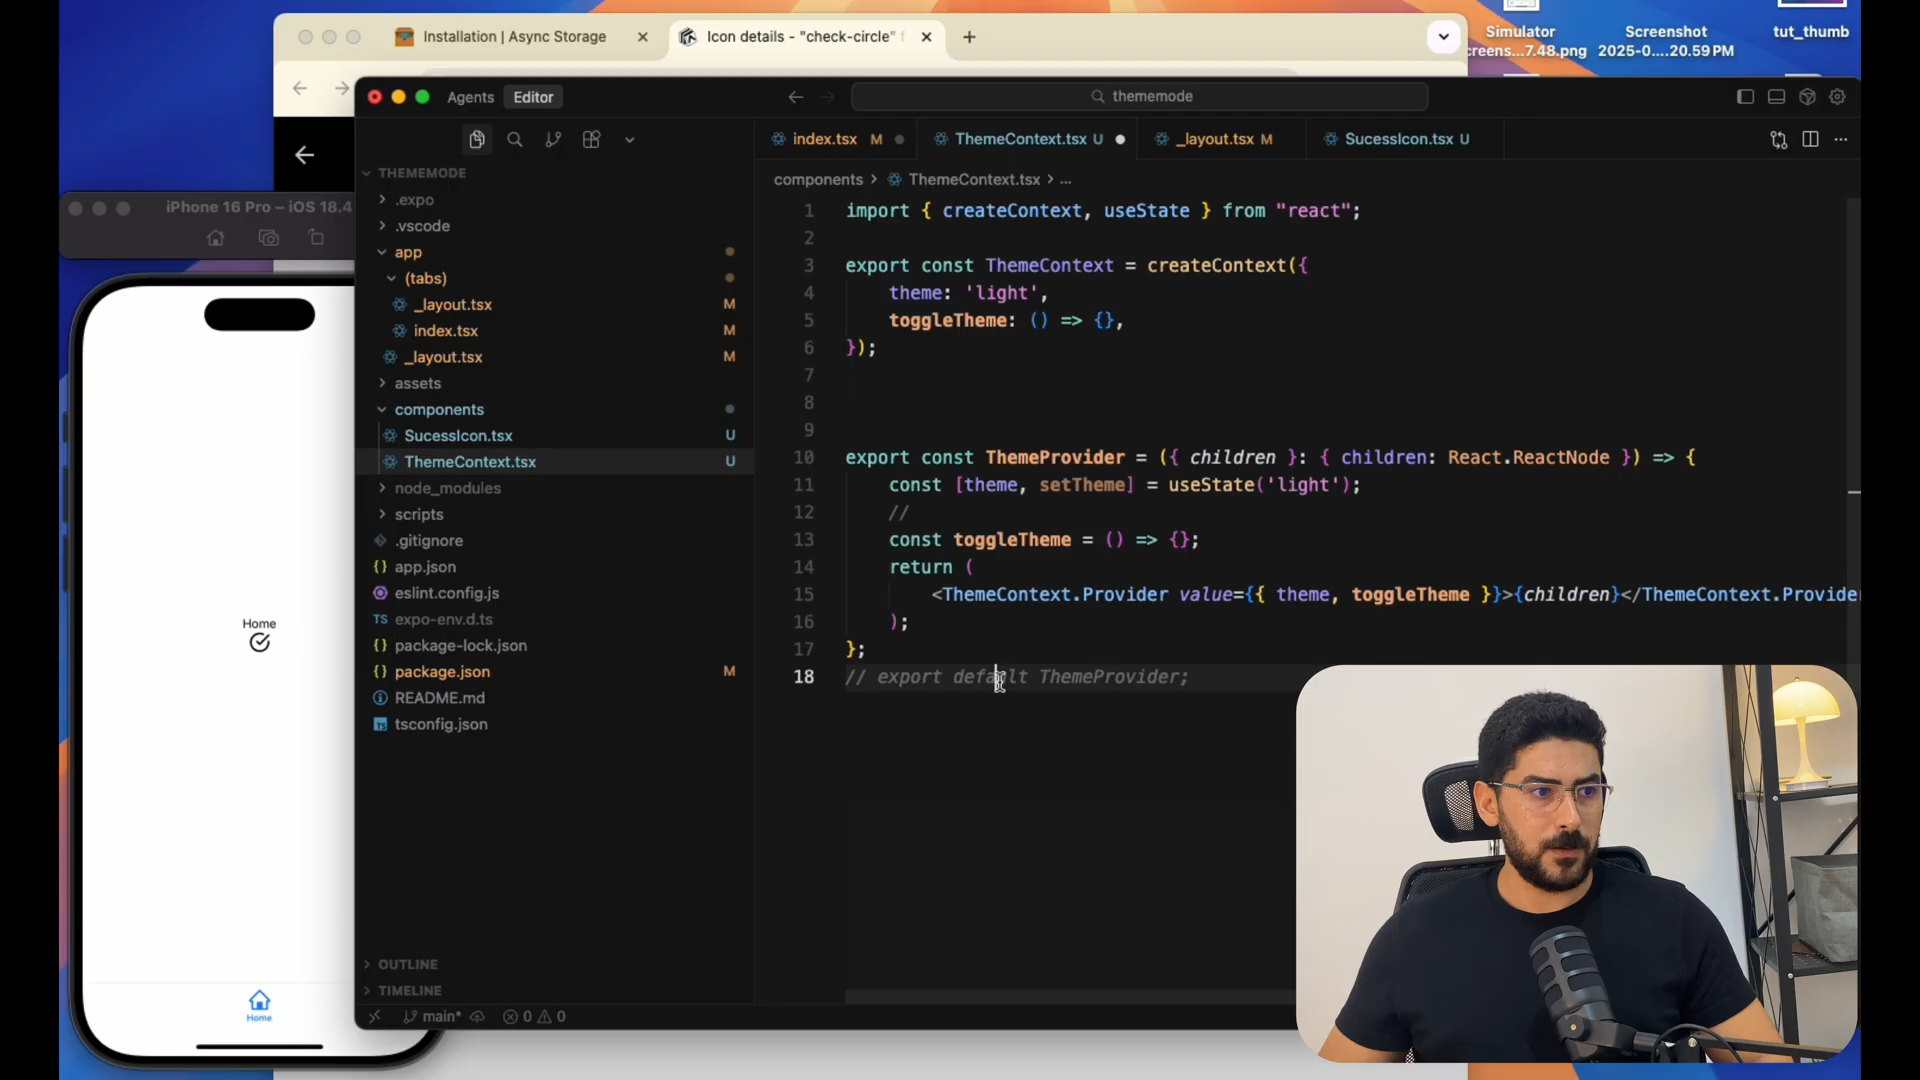 Installation | Async Storage
Icon details - "check-circle" f
Simulator
creens...7.48.png
Screenshot
2025-0....20.59 PM
tut_thumb
Agents
Editor
thememode
iPhone 16 Pro – iOS 18.4
Home
Home
THEMEMODE
.expo
.vscode
app
(tabs)
_layout.tsx M
index.tsx M
_layout.tsx M
assets
components
SucessIcon.tsx U
ThemeContext.tsx U
node_modules
scripts
.gitignore
{} app.json
eslint.config.js
TS expo-env.d.ts
{} package-lock.json
{} package.json M
README.md
TS tsconfig.json
OUTLINE
TIMELINE
main* 0 0
index.tsx M
ThemeContext.tsx U
_layout.tsx M
SucessIcon.tsx U
components > ThemeContext.tsx > ...
1 import { createContext, useState } from "react";
2
3 export const ThemeContext = createContext({
4 theme: 'light',
5 toggleTheme: () => {},
6 });
7
8
9
10 export const ThemeProvider = ({ children }: { children: React.ReactNode }) => {
11 const [theme, setTheme] = useState('light');
12 //
13 const toggleTheme = () => {};
14 return (
15 <ThemeContext.Provider value={{ theme, toggleTheme }}>{children}</ThemeContext.Provide
16 );
17 };
18 // export default ThemeProvider;